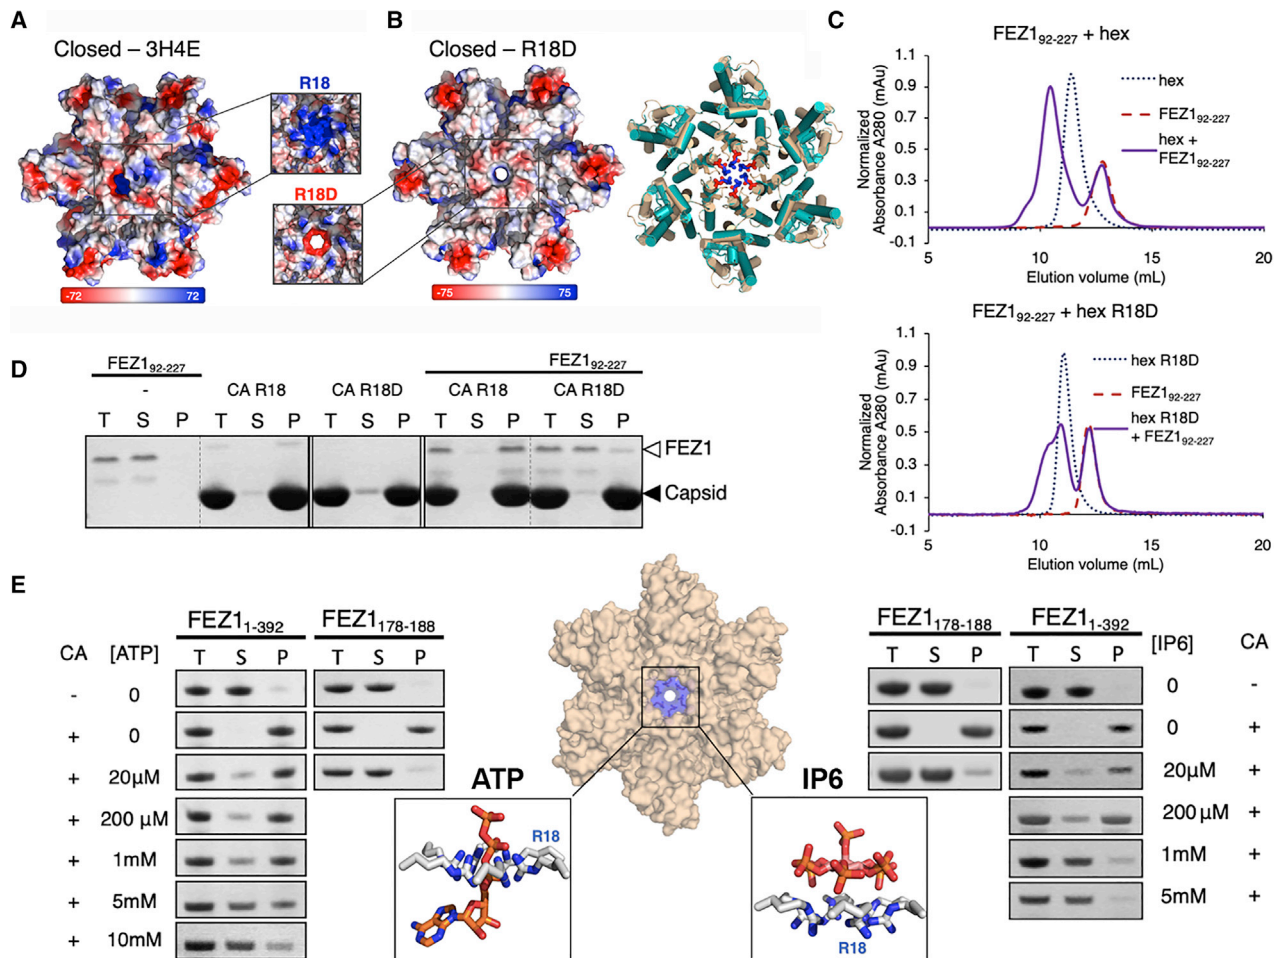 A
Closed – 3H4E
R18
R18D
-72 72
B
Closed – R18D
-75 75
C
FEZ1₉₂₋₂₂₇ + hex
Normalized
Absorbance A280 (mAu)
1.1
0.9
0.7
0.5
0.3
0.1
-0.1
5 10 15 20
Elution volume (mL)
hex
FEZ1₉₂₋₂₂₇
hex +
FEZ1₉₂₋₂₂₇
FEZ1₉₂₋₂₂₇ + hex R18D
Normalized
Absorbance A280 (mAu)
1.1
0.9
0.7
0.5
0.3
0.1
-0.1
5 10 15 20
Elution volume (mL)
hex R18D
FEZ1₉₂₋₂₂₇
hex R18D
+ FEZ1₉₂₋₂₂₇
D
FEZ1₉₂₋₂₂₇ FEZ1₉₂₋₂₂₇
- CA R18 CA R18D CA R18 CA R18D
T S P T S P T S P T S P T S P
FEZ1
Capsid
E
FEZ1₁₋₃₉₂ FEZ1₁₇₈₋₁₈₈
CA [ATP] T S P T S P
- 0
+ 0
+ 20μM
+ 200 μM
+ 1mM
+ 5mM
+ 10mM
ATP
R18
IP6
R18
FEZ1₁₇₈₋₁₈₈ FEZ1₁₋₃₉₂
T S P T S P [IP6] CA
0 -
0 +
20μM +
200 μM +
1mM +
5mM +